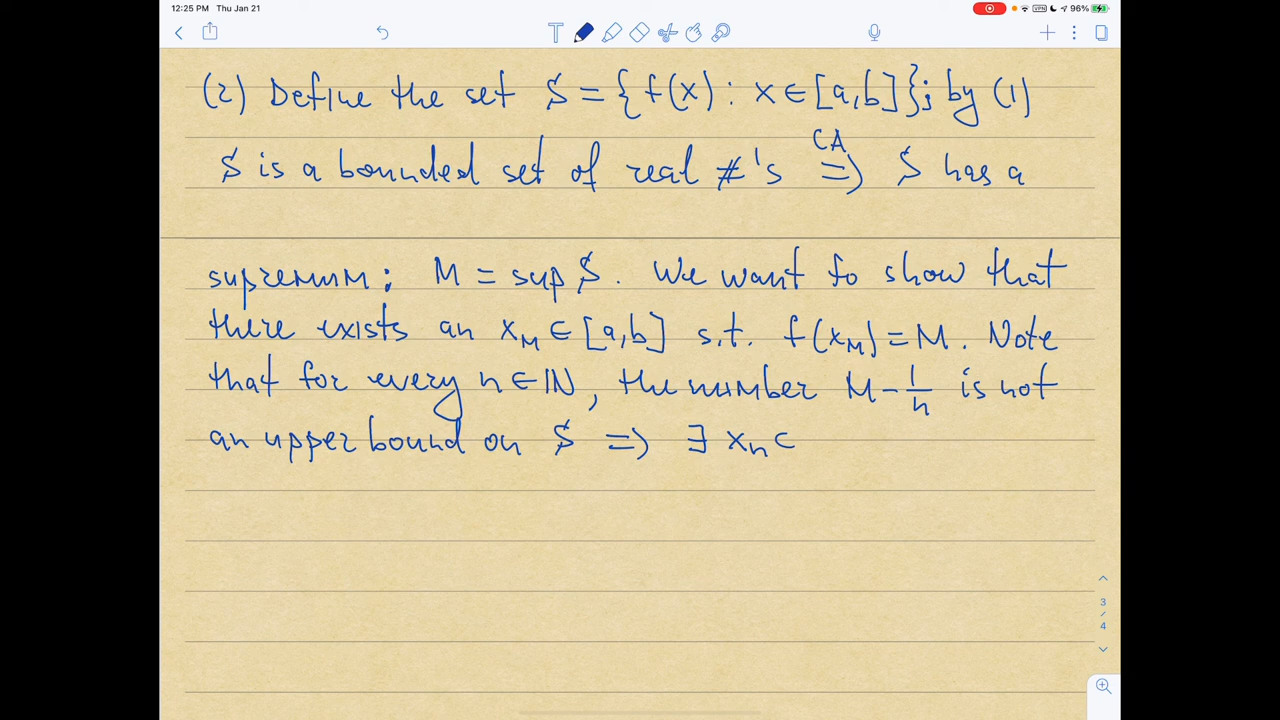 12:25 PM Thu Jan 21
VPN 96%
T
(2) Define the set S = {f(x) : x ∈ [a,b]}; by (1)
CA
S is a bounded set of real #'s ⇒ S has a
supremum: M = sup S. We want to show that
there exists an x_M ∈ [a,b] s.t. f(x_M) = M. Note
that for every n ∈ ℕ, the number M - 1/n is not
an upper bound on S ⇒ ∃ x_n ⊂
3
/
4